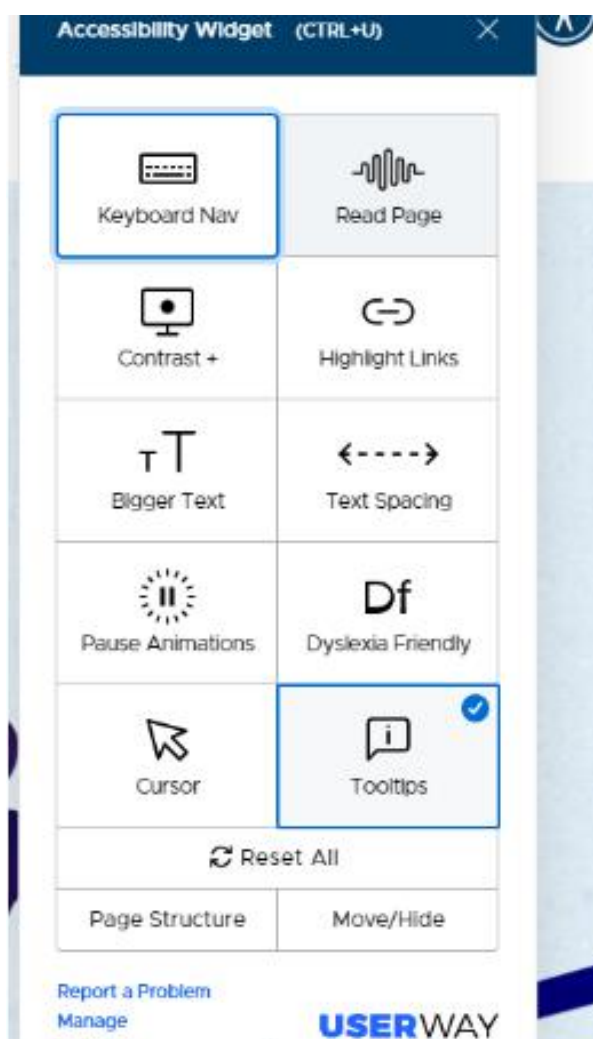 Accessibility Widget (CTRL+U)
Keyboard Nav
Read Page
Contrast +
Highlight Links
TT
Bigger Text
Text Spacing
Pause Animations
Df
Dyslexia Friendly
Cursor
i
Tooltips
Reset All
Page Structure
Move/Hide
Report a Problem
Manage
USERWAY